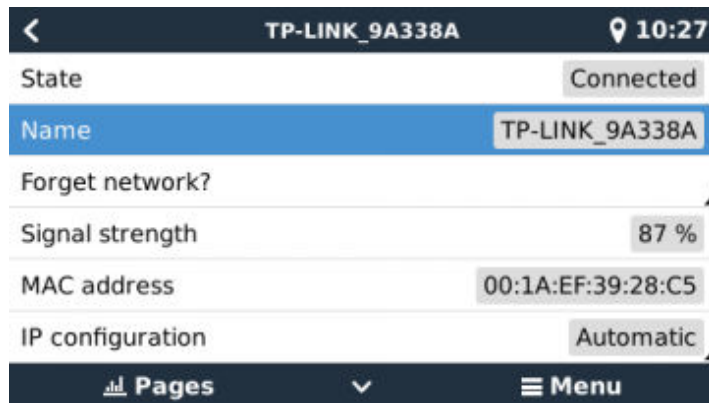 TP-LINK_9A338A 10:27
State Connected
Name TP-LINK_9A338A
Forget network?
Signal strength 87 %
MAC address 00:1A:EF:39:28:C5
IP configuration Automatic
Pages Menu